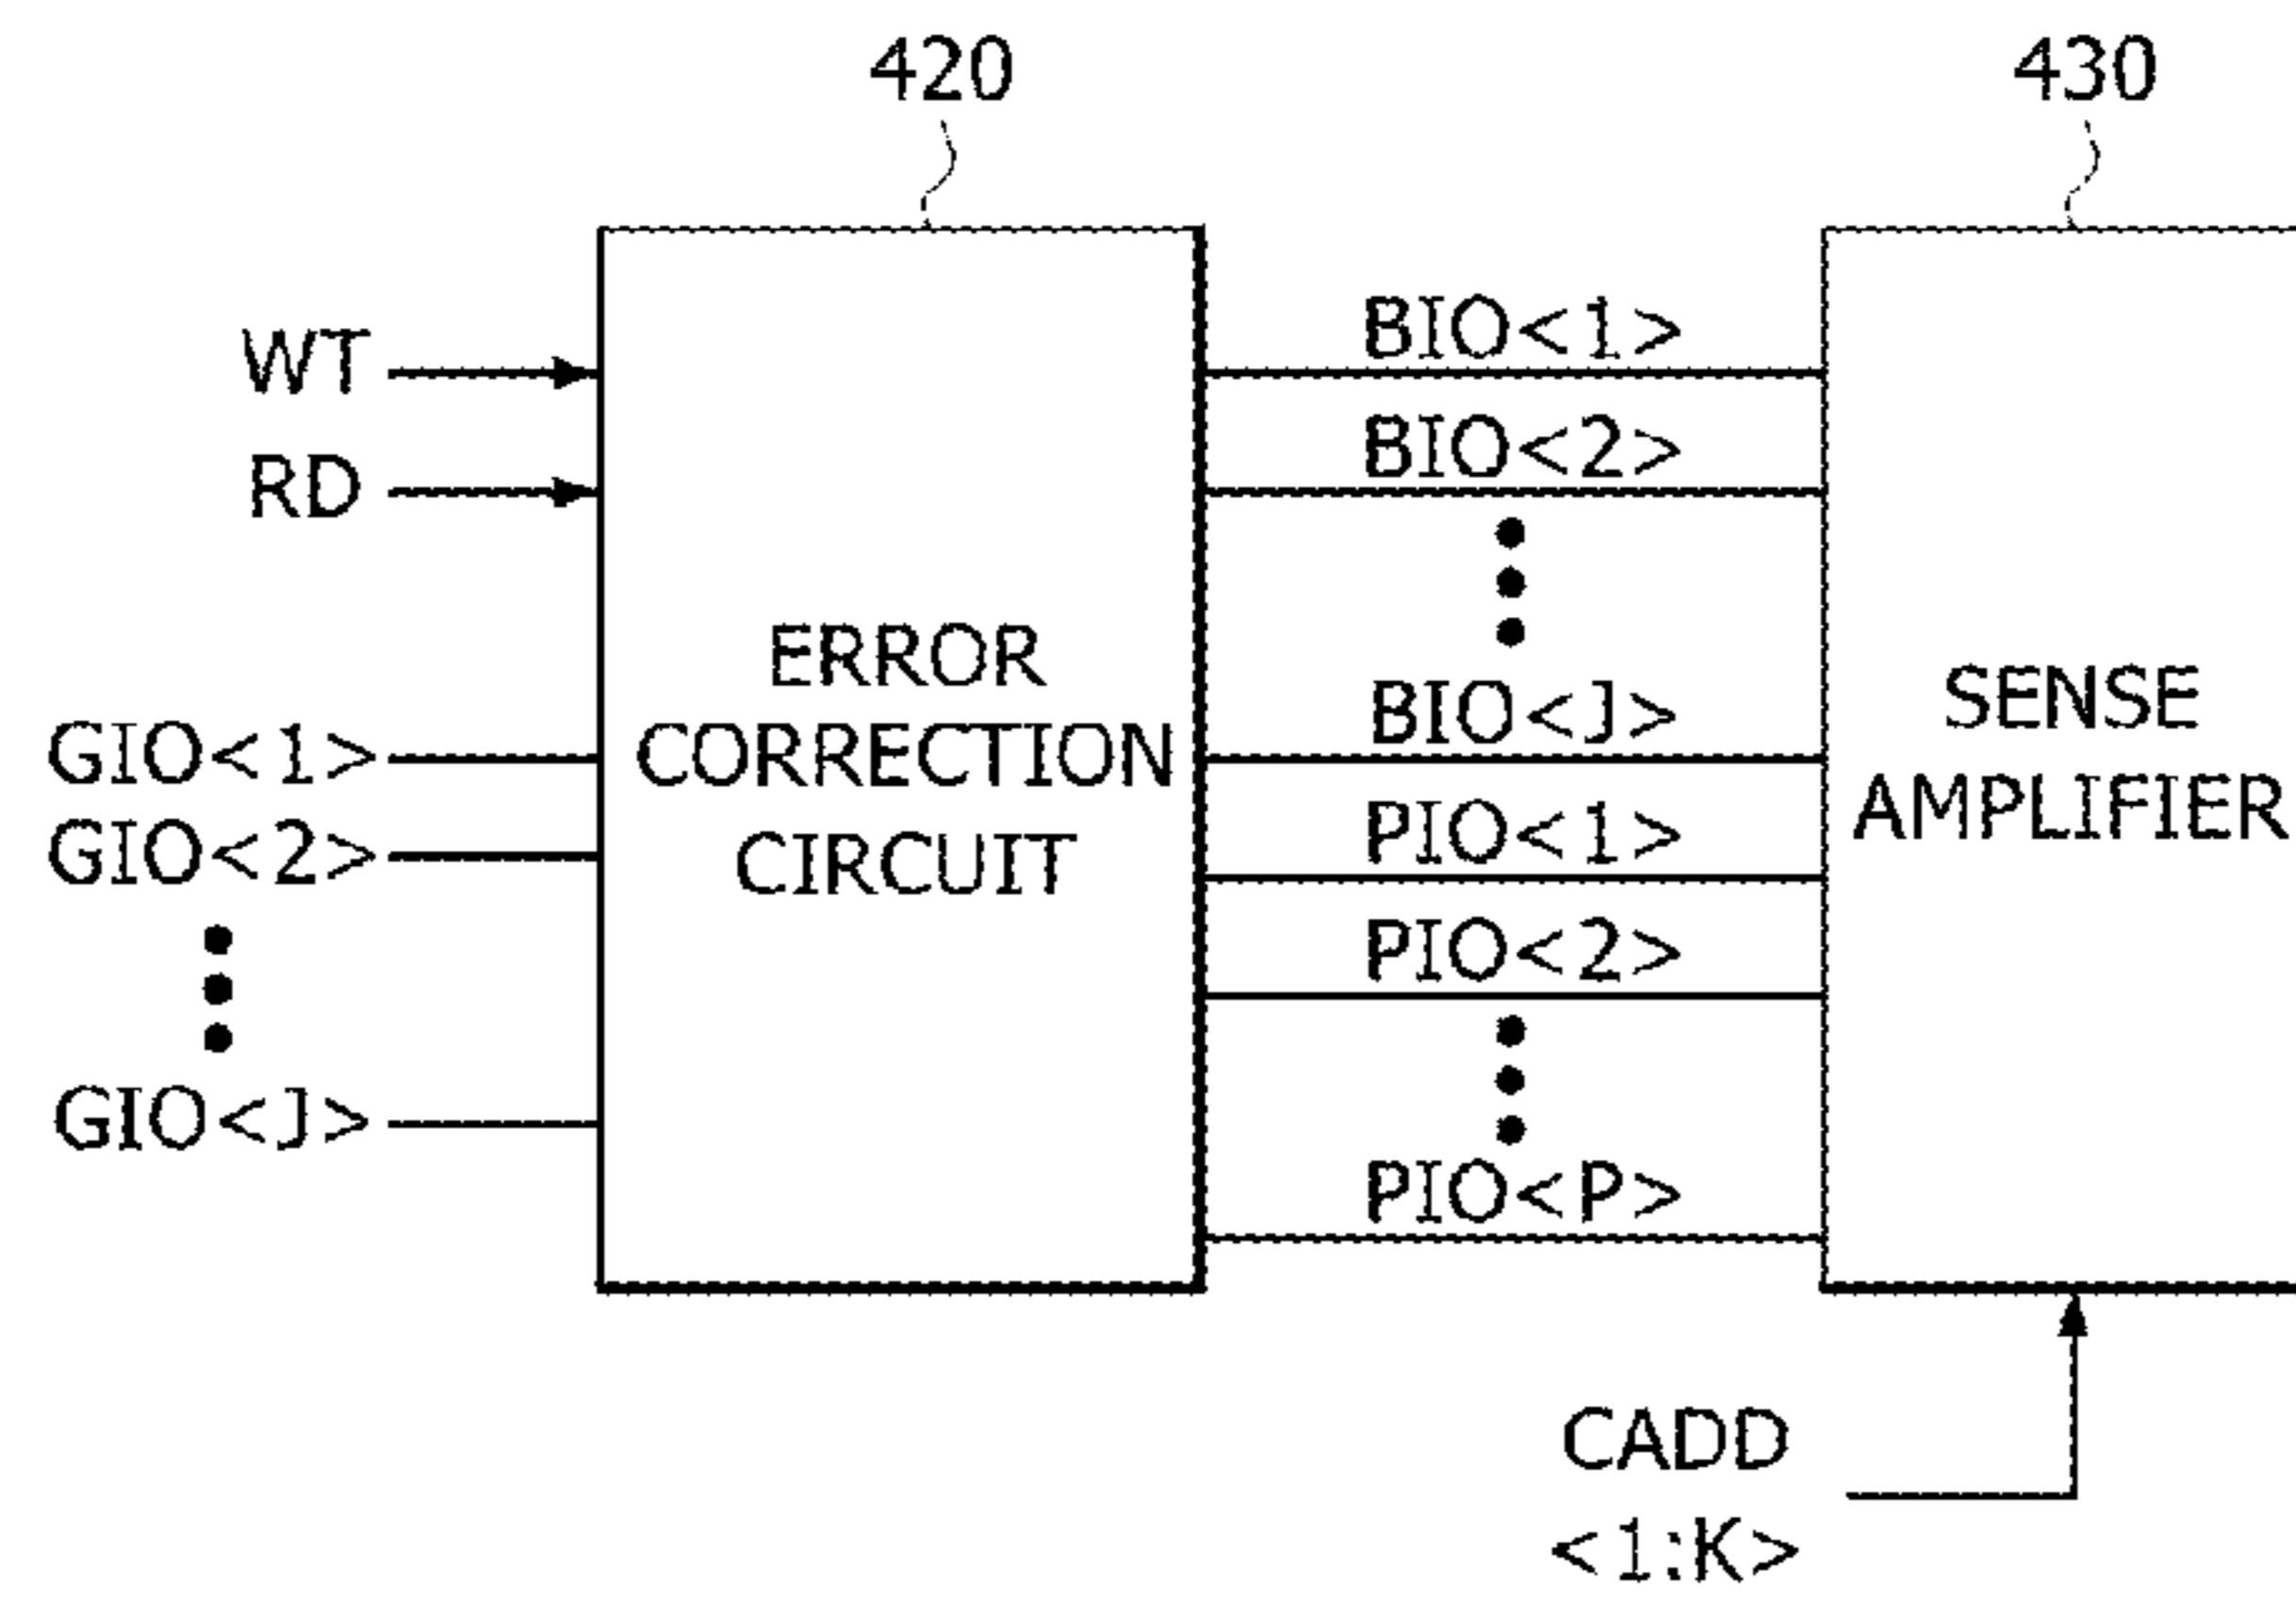 420
430
WT
RD
GIO<1>
GIO<2>
GIO<J>
ERROR
CORRECTION
CIRCUIT
BIO<1>
BIO<2>
BIO<J>
PIO<1>
PIO<2>
PIO<P>
SENSE
AMPLIFIER
CADD
<1:K>